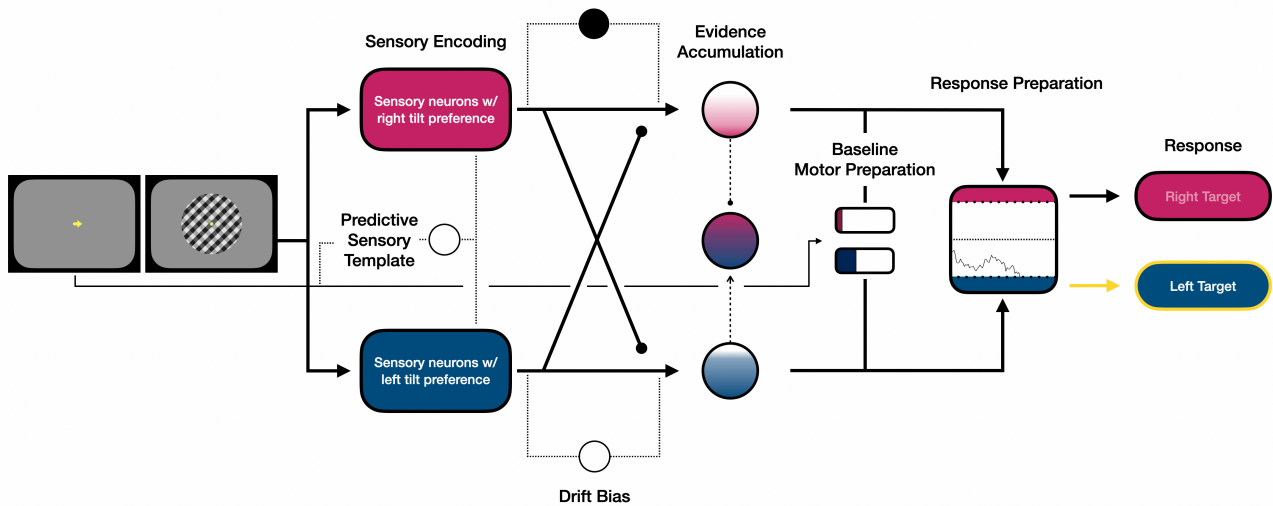 Sensory Encoding
Sensory neurons w/
right tilt preference
Evidence
Accumulation
Response Preparation
Baseline
Motor Preparation
Response
Right Target
Predictive
Sensory
Template
Left Target
Sensory neurons w/
left tilt preference
Drift Bias